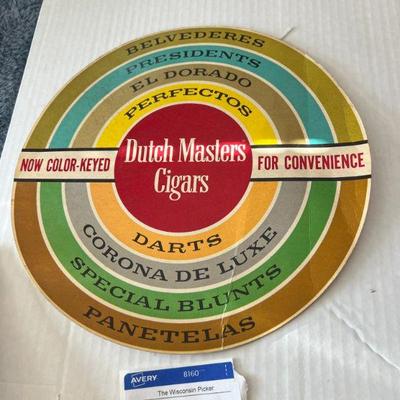 BELVEDERES
PRESIDENTS
EL DORADO
PERFECTOS
NOW COLOR-KEYED
Dutch Masters
Cigars
FOR CONVENIENCE
DARTS
CORONA DE LUXE
SPECIAL BLUNTS
PANETELAS
AVERY 8160
The Wisconsin Picker